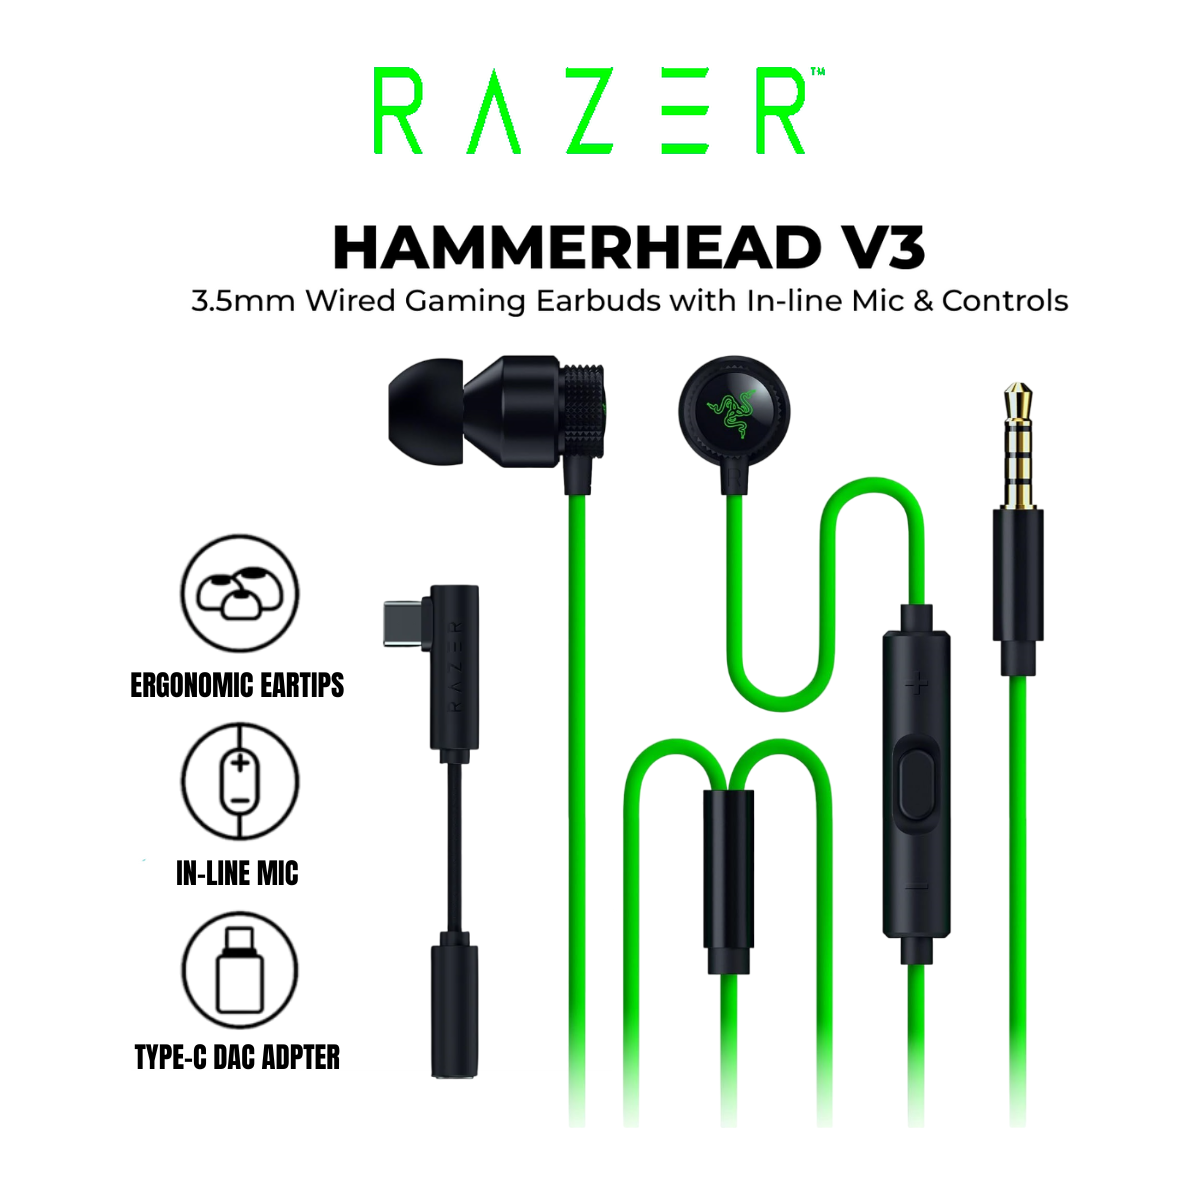 RAZER™
HAMMERHEAD V3
3.5mm Wired Gaming Earbuds with In-line Mic & Controls
ERGONOMIC EARTIPS
IN-LINE MIC
TYPE-C DAC ADPTER
RAZER
+
−